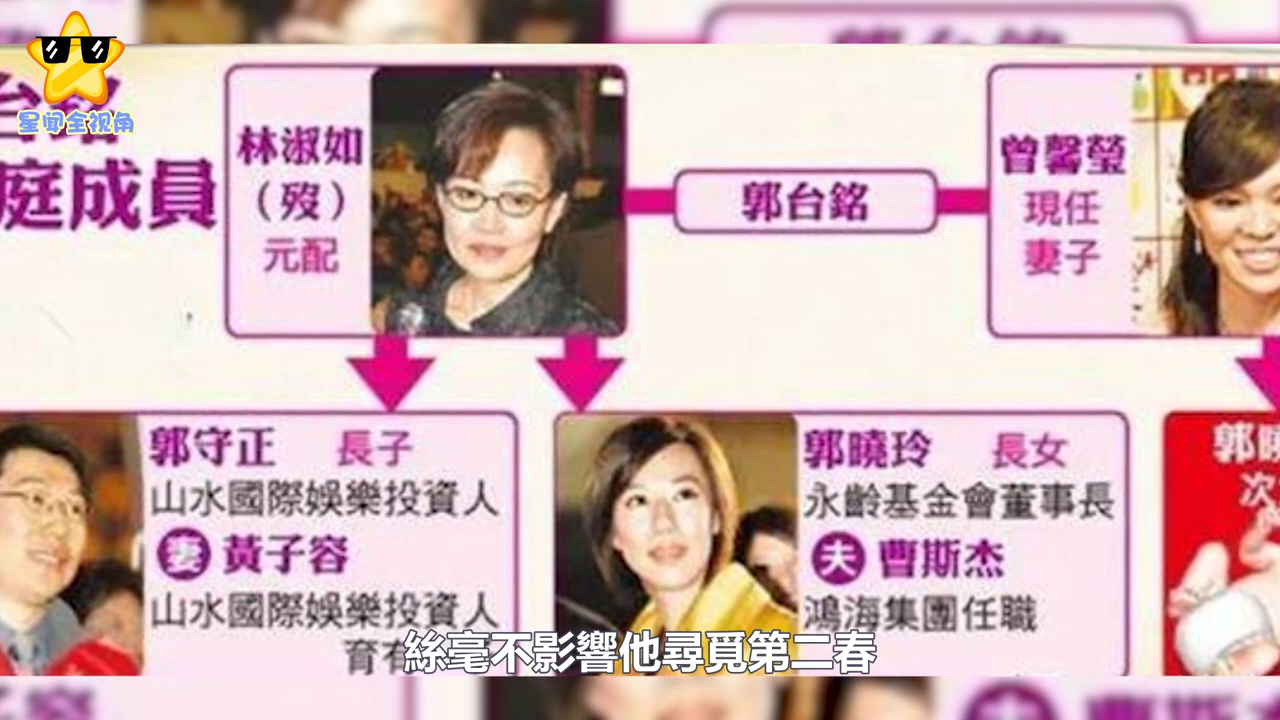 星闻全视角
台銘
庭成員
林淑如
（歿）
元配
郭台銘
曾馨瑩
現任
妻子
郭守正 長子
山水國際娛樂投資人
妻 黃子容
山水國際娛樂投資人
育有
郭曉玲 長女
永齡基金會董事長
夫 曹斯杰
鴻海集團任職
次
絲毫不影響他尋覓第二春